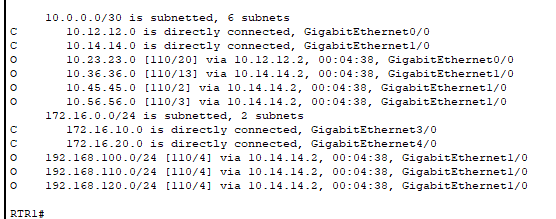 10.0.0.0/30 is subnetted, 6 subnets
C 10.12.12.0 is directly connected, GigabitEthernet0/0
C 10.14.14.0 is directly connected, GigabitEthernet1/0
O 10.23.23.0 [110/20] via 10.12.12.2, 00:04:38, GigabitEthernet0/0
O 10.36.36.0 [110/13] via 10.14.14.2, 00:04:38, GigabitEthernet1/0
O 10.45.45.0 [110/2] via 10.14.14.2, 00:04:38, GigabitEthernet1/0
O 10.56.56.0 [110/3] via 10.14.14.2, 00:04:38, GigabitEthernet1/0
172.16.0.0/24 is subnetted, 2 subnets
C 172.16.10.0 is directly connected, GigabitEthernet3/0
C 172.16.20.0 is directly connected, GigabitEthernet4/0
O 192.168.100.0/24 [110/4] via 10.14.14.2, 00:04:38, GigabitEthernet1/0
O 192.168.110.0/24 [110/4] via 10.14.14.2, 00:04:38, GigabitEthernet1/0
O 192.168.120.0/24 [110/4] via 10.14.14.2, 00:04:38, GigabitEthernet1/0
RTR1#